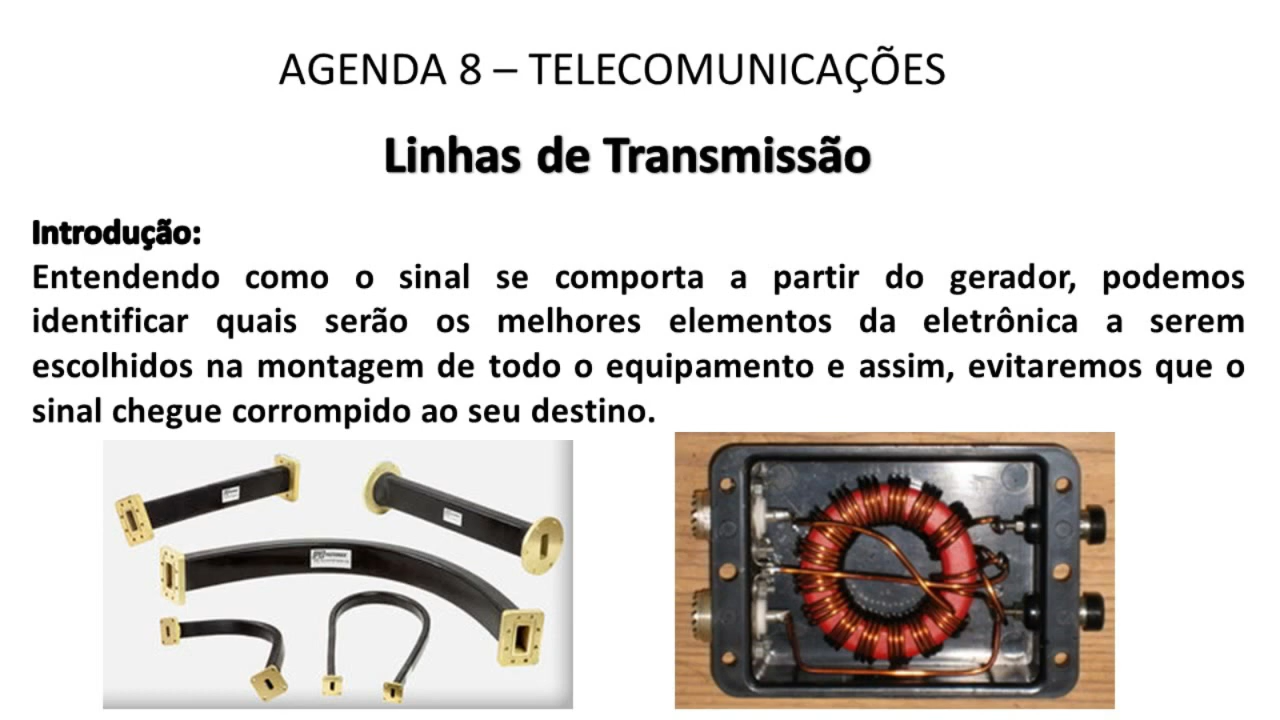 AGENDA 8 – TELECOMUNICAÇÕES
Linhas de Transmissão
Introdução:
Entendendo como o sinal se comporta a partir do gerador, podemos
identificar quais serão os melhores elementos da eletrônica a serem
escolhidos na montagem de todo o equipamento e assim, evitaremos que o
sinal chegue corrompido ao seu destino.